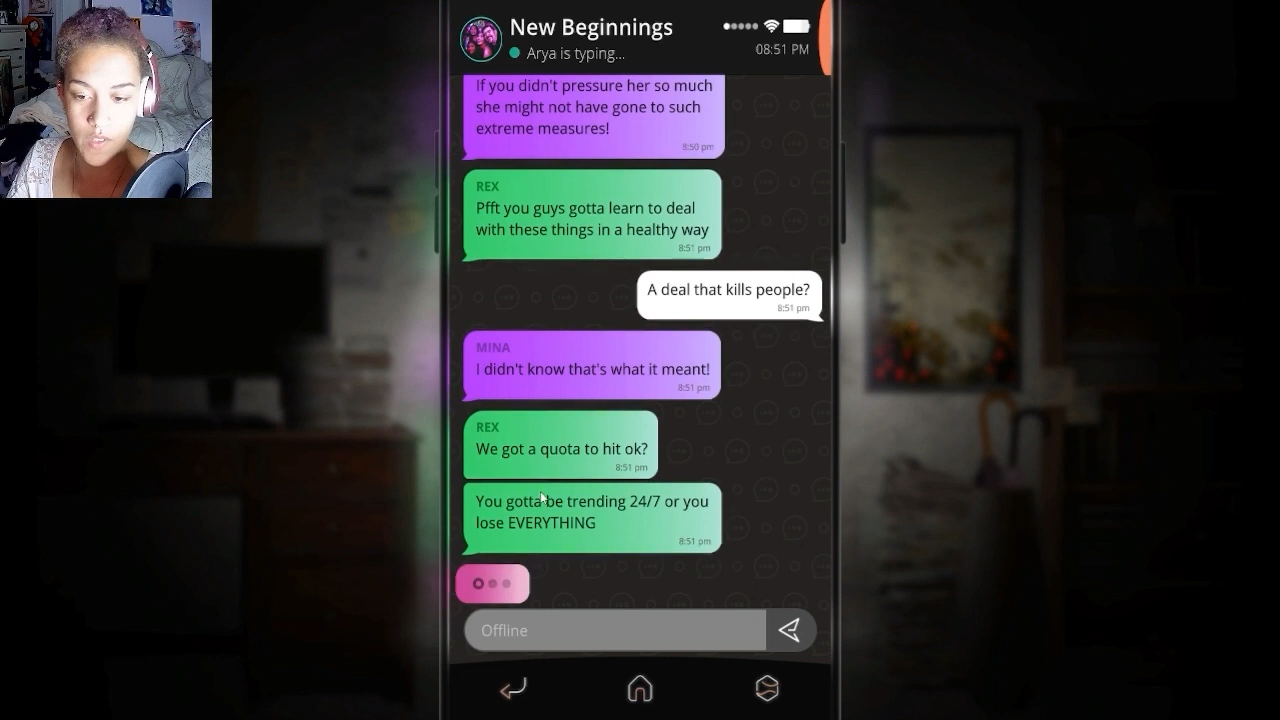 New Beginnings
Arya is typing...
08:51 PM
If you didn't pressure her so much
she might not have gone to such
extreme measures!
8:50 pm
REX
Pfft you guys gotta learn to deal
with these things in a healthy way
8:51 pm
A deal that kills people?
8:51 pm
MINA
I didn't know that's what it meant!
8:51 pm
REX
We got a quota to hit ok?
8:51 pm
You gotta be trending 24/7 or you
lose EVERYTHING
8:51 pm
Offline